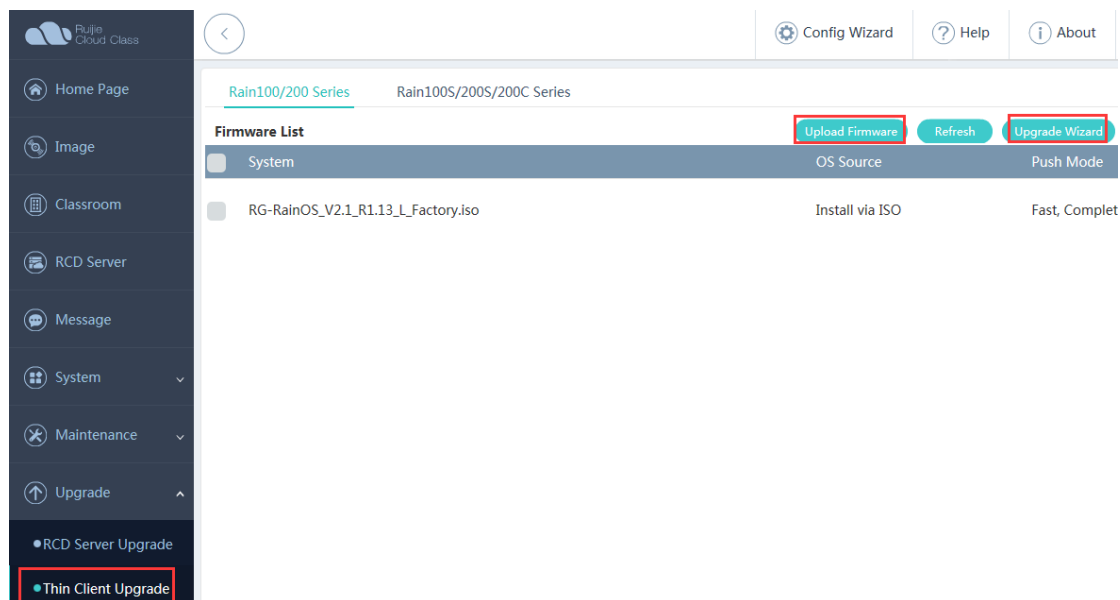 Ruijie
Cloud Class
Config Wizard
Help
About
Home Page
Image
Classroom
RCD Server
Message
System
Maintenance
Upgrade
RCD Server Upgrade
Thin Client Upgrade
Rain100/200 Series
Rain100S/200S/200C Series
Firmware List
Upload Firmware
Refresh
Upgrade Wizard
System
OS Source
Push Mode
RG-RainOS_V2.1_R1.13_L_Factory.iso
Install via ISO
Fast, Complet